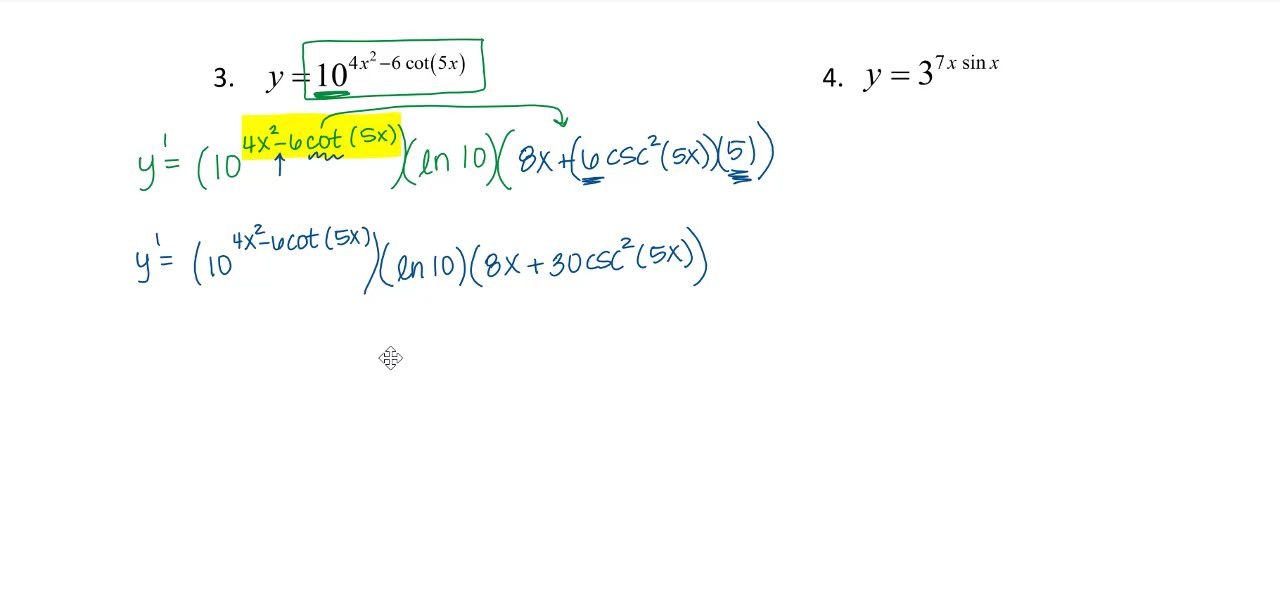 3. y = 10^{4x² − 6 cot(5x)}
4. y = 3^{7x sin x}
y' = (10^{4x² − 6cot(5x)})(ln 10)(8x + (6csc²(5x))(5))
y' = (10^{4x² − 6cot(5x)})(ln 10)(8x + 30csc²(5x))